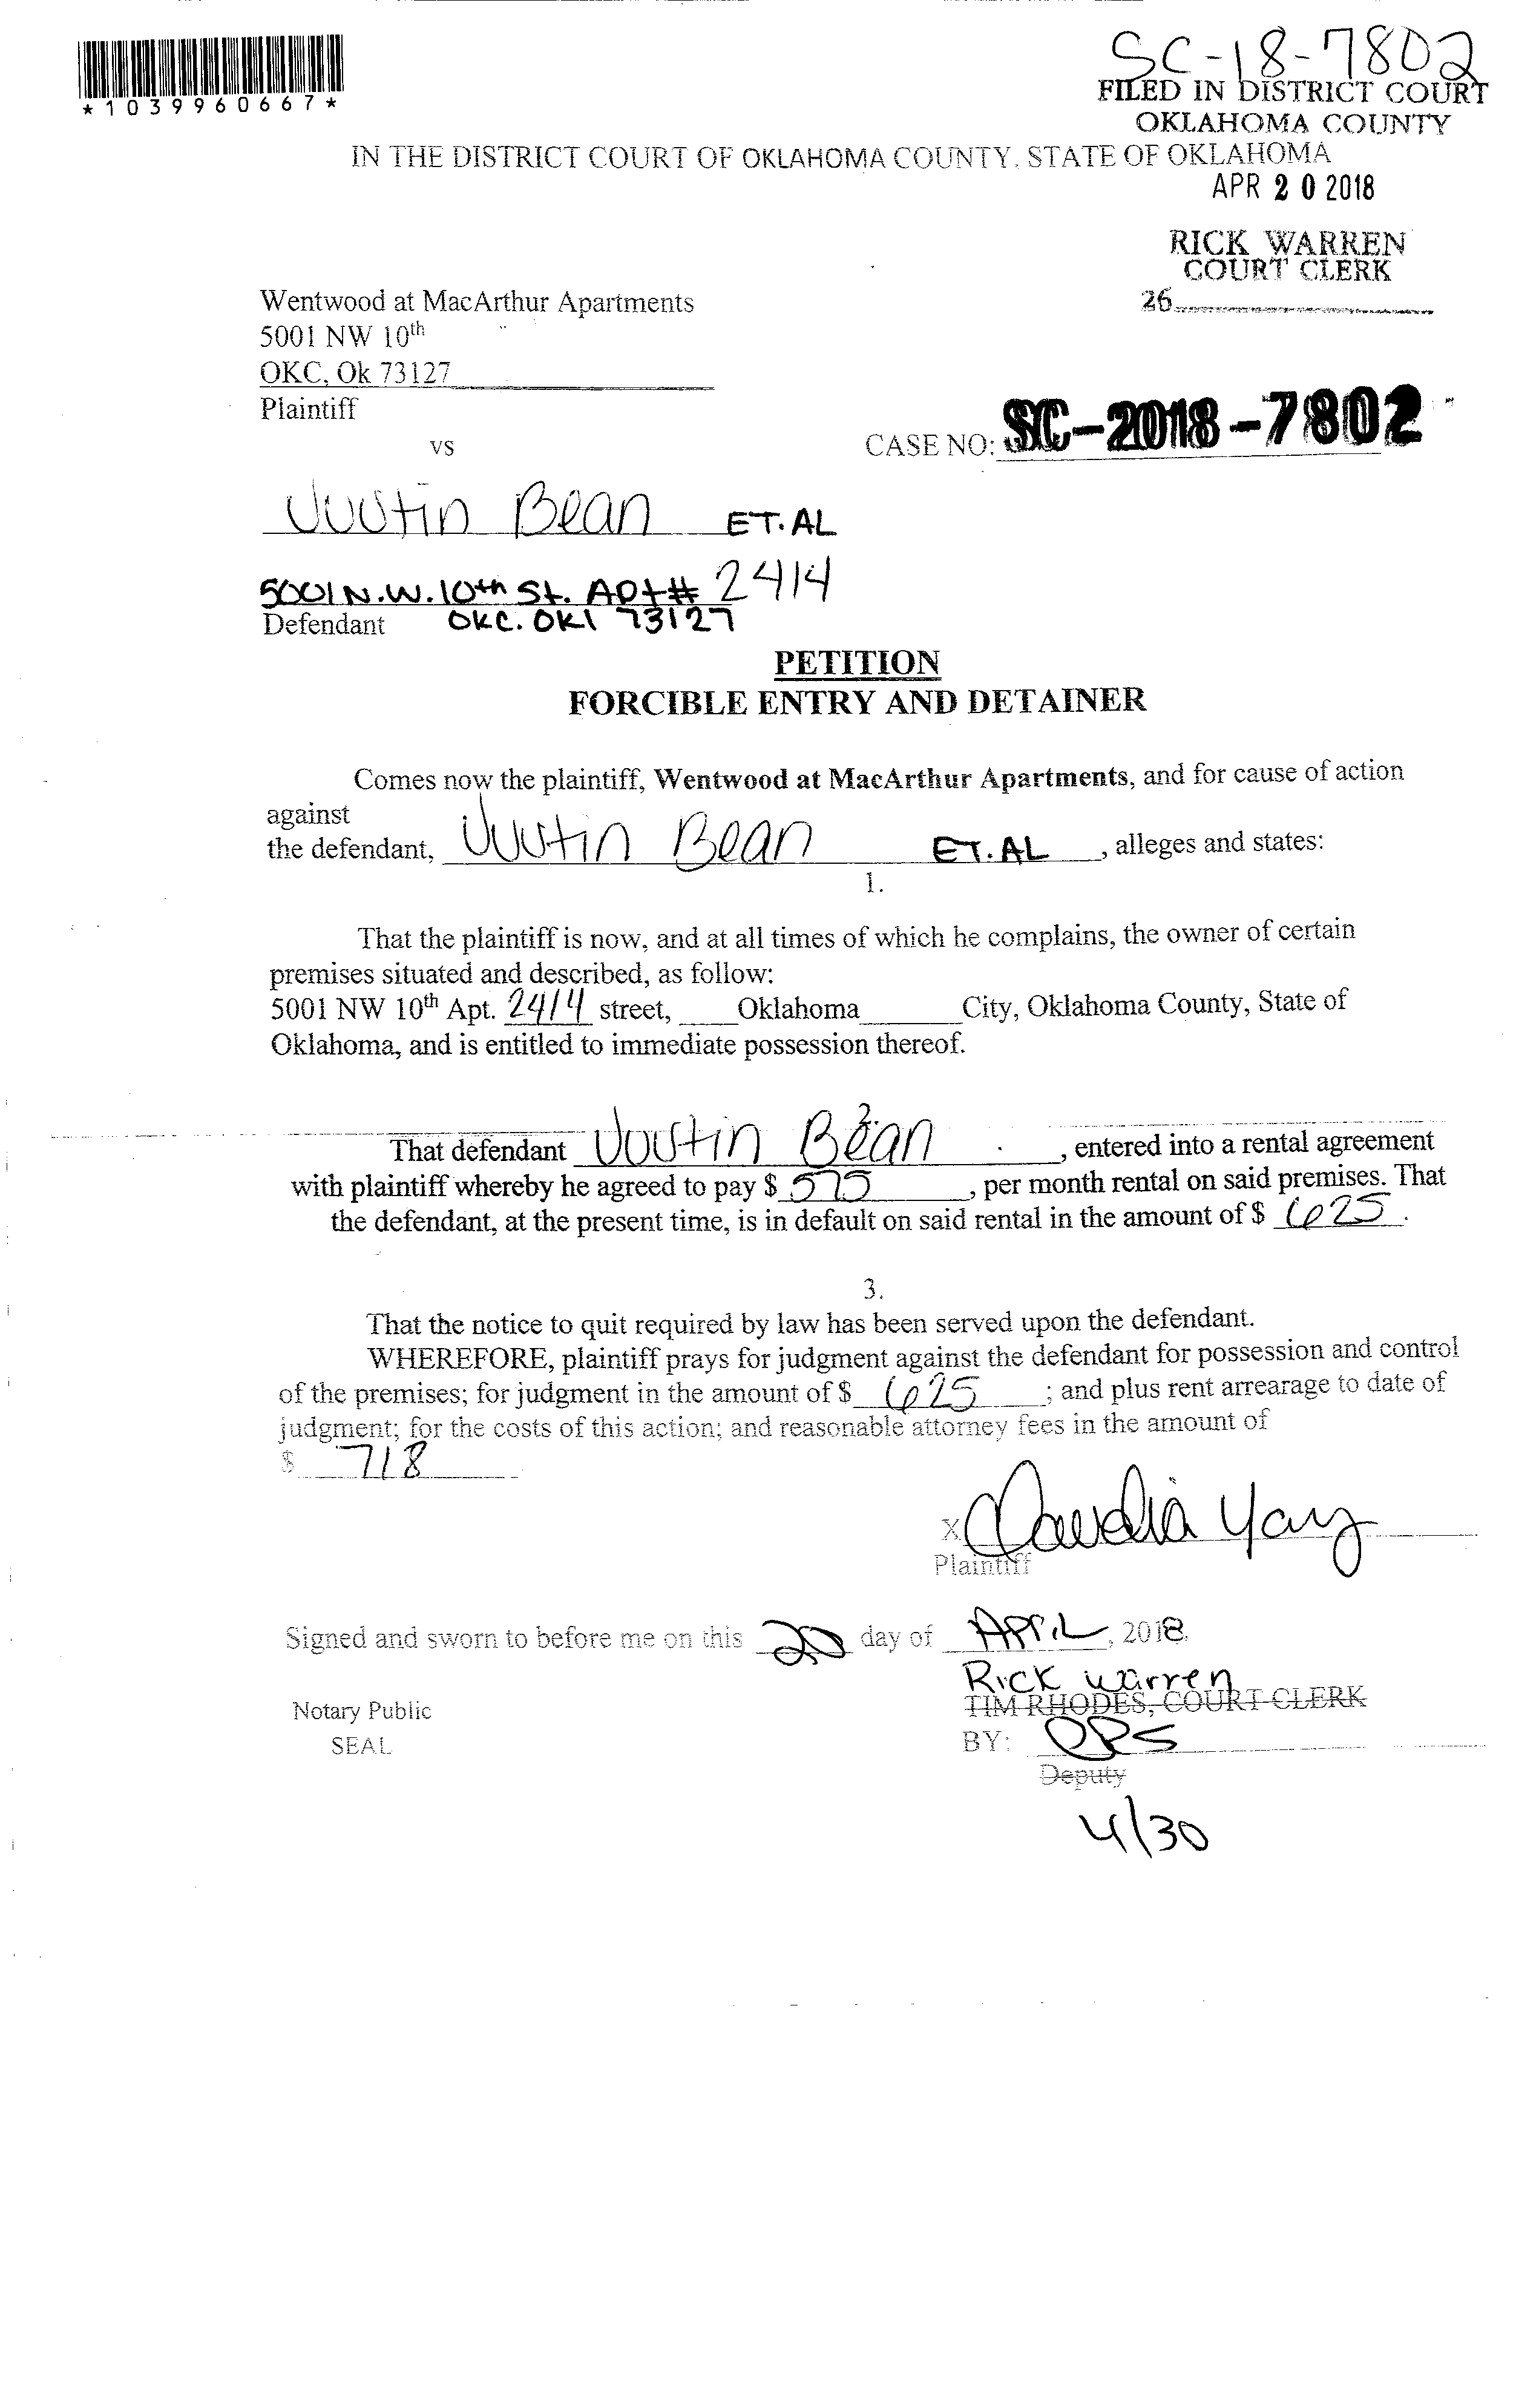 SC-18-7802
*1039960667*
FILED IN DISTRICT COURT
OKLAHOMA COUNTY
IN THE DISTRICT COURT OF OKLAHOMA COUNTY, STATE OF OKLAHOMA
APR 20 2018
RICK WARREN
COURT CLERK
26
Wentwood at MacArthur Apartments
5001 NW 10th
OKC, Ok 73127
Plaintiff
vs
CASE NO: SC-2018-7802
Justin Bean ET.AL
5001 N.W. 10th St. Apt# 2414
Defendant OKC. OKl 73127
PETITION
FORCIBLE ENTRY AND DETAINER
Comes now the plaintiff, Wentwood at MacArthur Apartments, and for cause of action
against
the defendant, Justin Bean ET.AL, alleges and states:
1.
That the plaintiff is now, and at all times of which he complains, the owner of certain
premises situated and described, as follow:
5001 NW 10th Apt. 2414 street, Oklahoma City, Oklahoma County, State of
Oklahoma, and is entitled to immediate possession thereof.
That defendant Justin Bean, entered into a rental agreement
with plaintiff whereby he agreed to pay $ 575, per month rental on said premises. That
the defendant, at the present time, is in default on said rental in the amount of $ 625.
3.
That the notice to quit required by law has been served upon the defendant.
WHEREFORE, plaintiff prays for judgment against the defendant for possession and control
of the premises; for judgment in the amount of $ 625; and plus rent arrearage to date of
judgment; for the costs of this action; and reasonable attorney fees in the amount of
$ 718
x Claudia Yany
Plaintiff
Signed and sworn to before me on this 20 day of APRIL, 2018.
Rick Warren
TIM RHODES, COURT CLERK
Notary Public
SEAL
BY:
Deputy
4/30